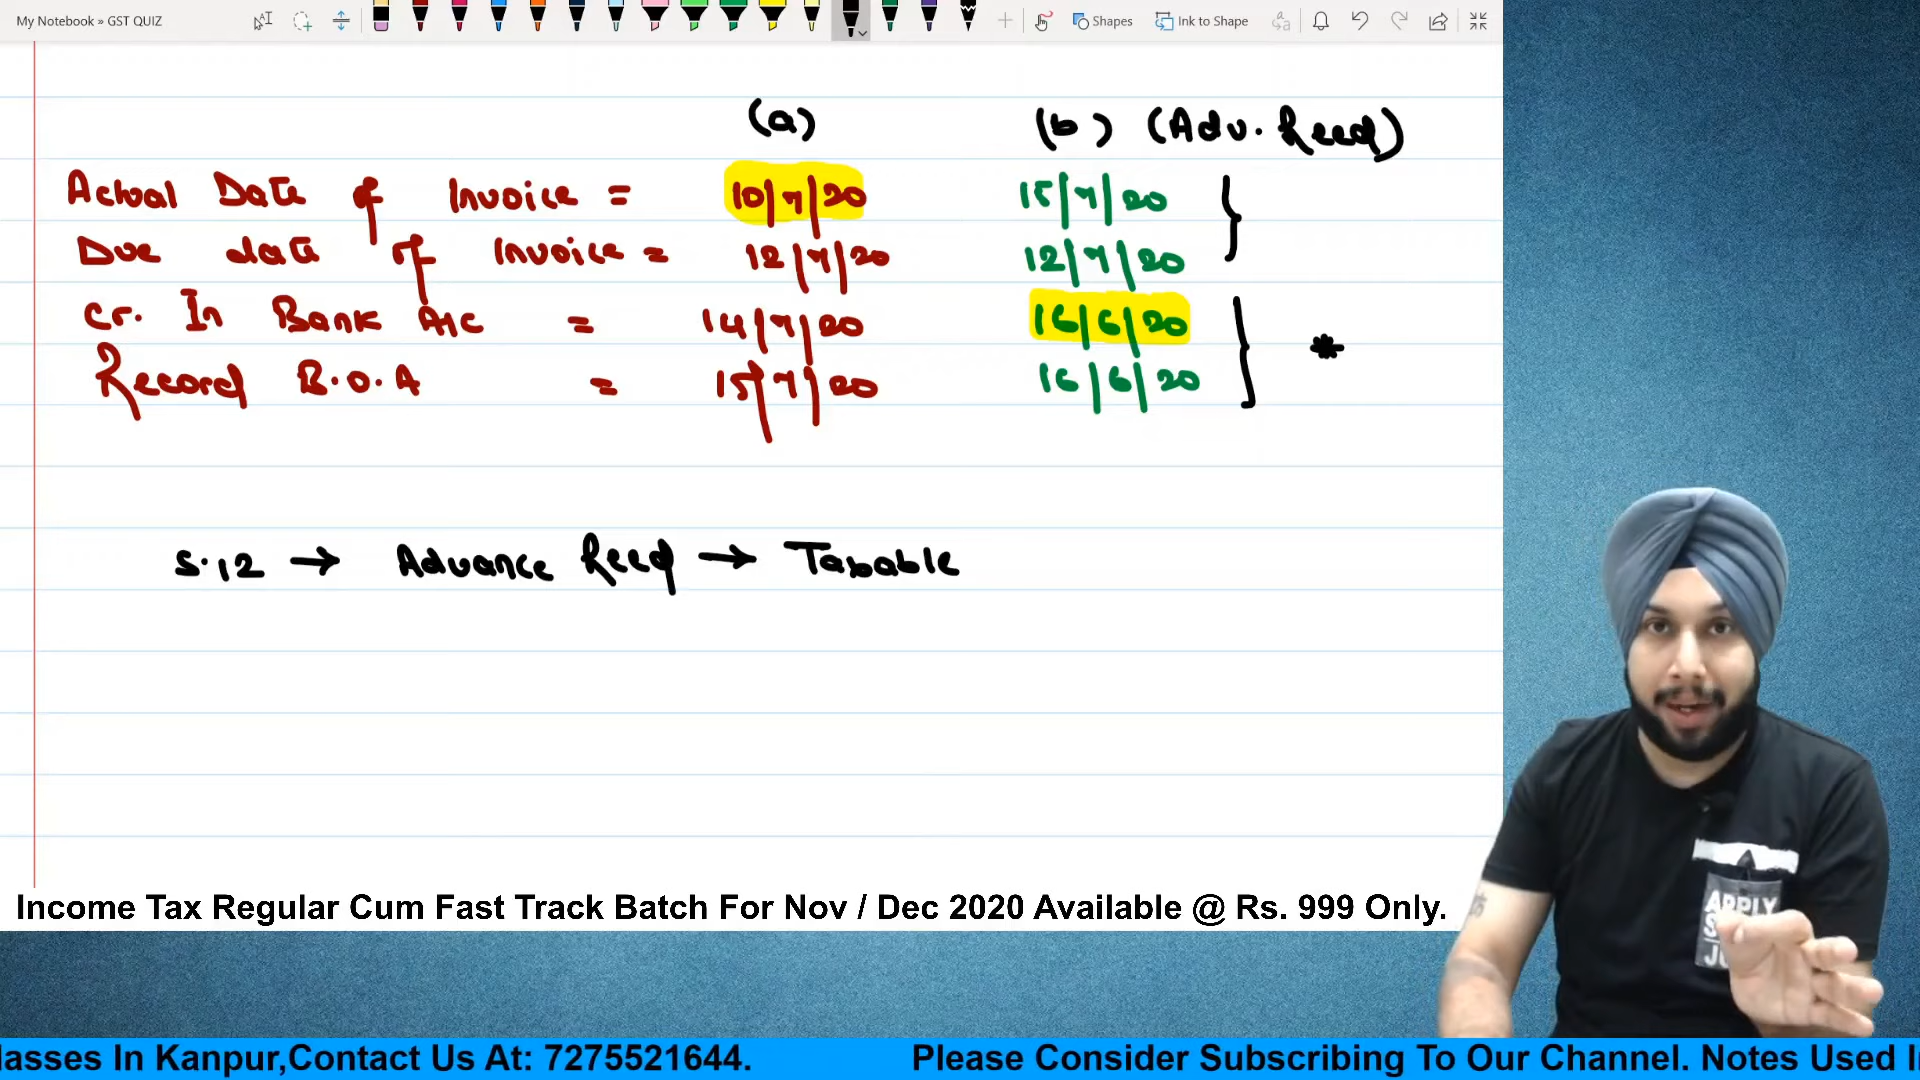 My Notebook » GST QUIZ
Shapes
Ink to Shape
(a) (b) (Adv. Recd)
Actual Date of Invoice = 10/7/20 15/7/20
Due date of Invoice = 12/7/20 12/7/20
Cr. In Bank A/c = 14/7/20 16/6/20
Record B.O.A = 15/7/20 16/6/20
*
S.12 → Advance Recd → Taxable
APPLY
Income Tax Regular Cum Fast Track Batch For Nov / Dec 2020 Available @ Rs. 999 Only.
lasses In Kanpur,Contact Us At: 7275521644. Please Consider Subscribing To Our Channel. Notes Used I